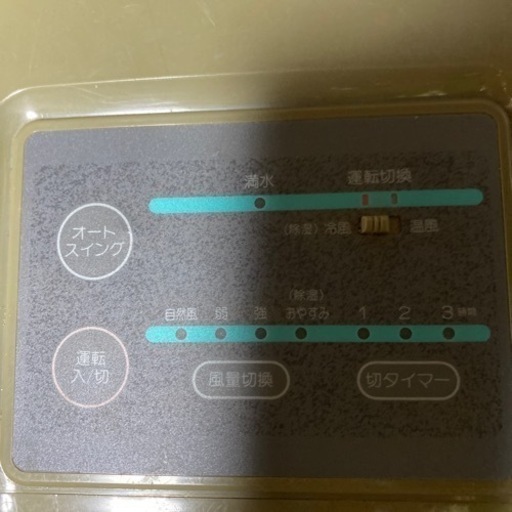 満水
運転切換
オート
スイング
(除湿) 冷風
温風
(除湿)
自然風 弱 強 おやすみ 1 2 3 時間
運転
入/切
風量切換
切タイマー